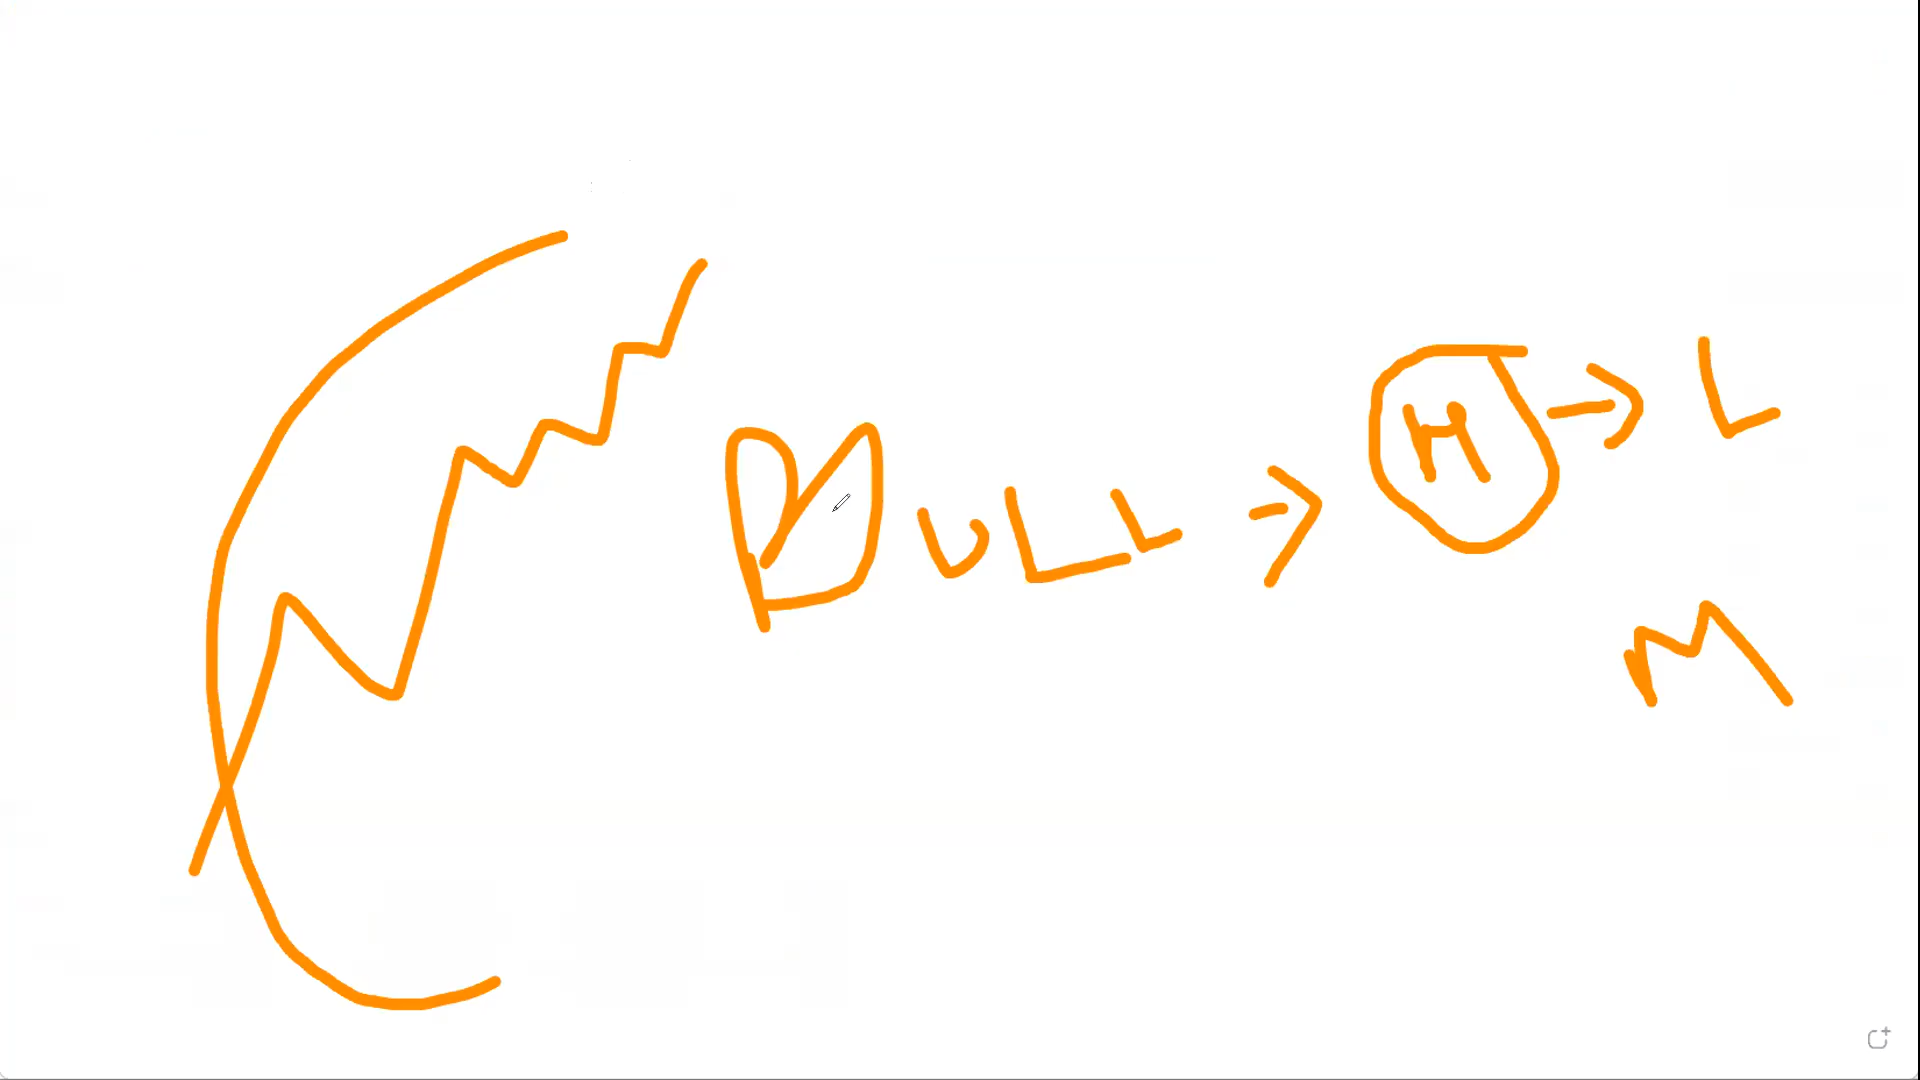 BULL → H → L
M